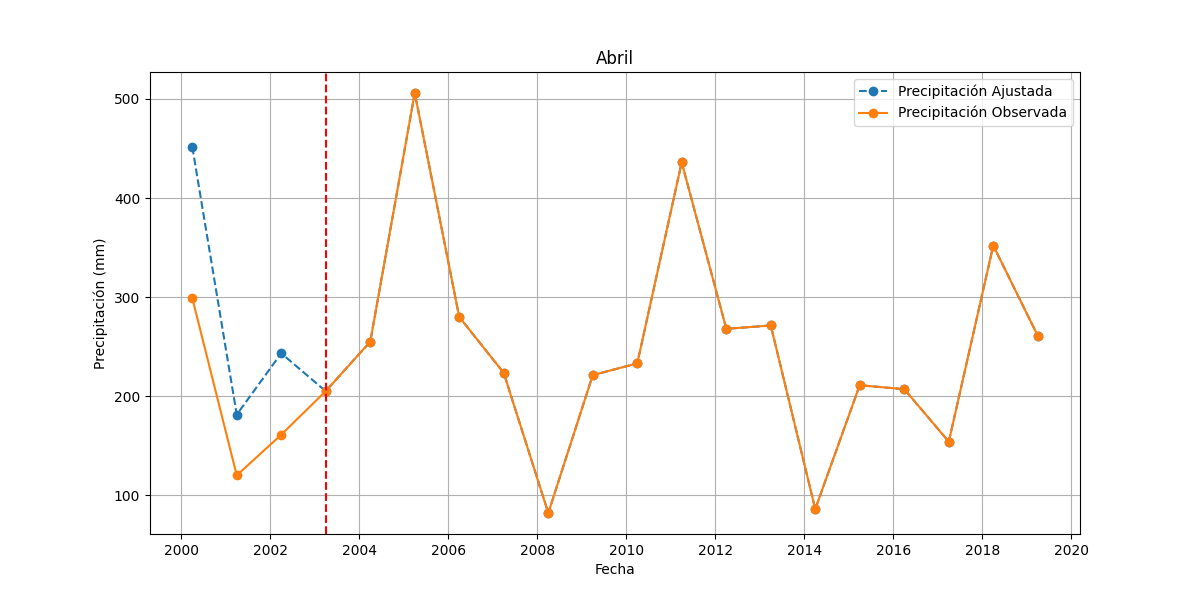 Abril
Precipitación Ajustada
Precipitación Observada
Precipitación (mm)
500
400
300
200
100
2000 2002 2004 2006 2008 2010 2012 2014 2016 2018 2020
Fecha